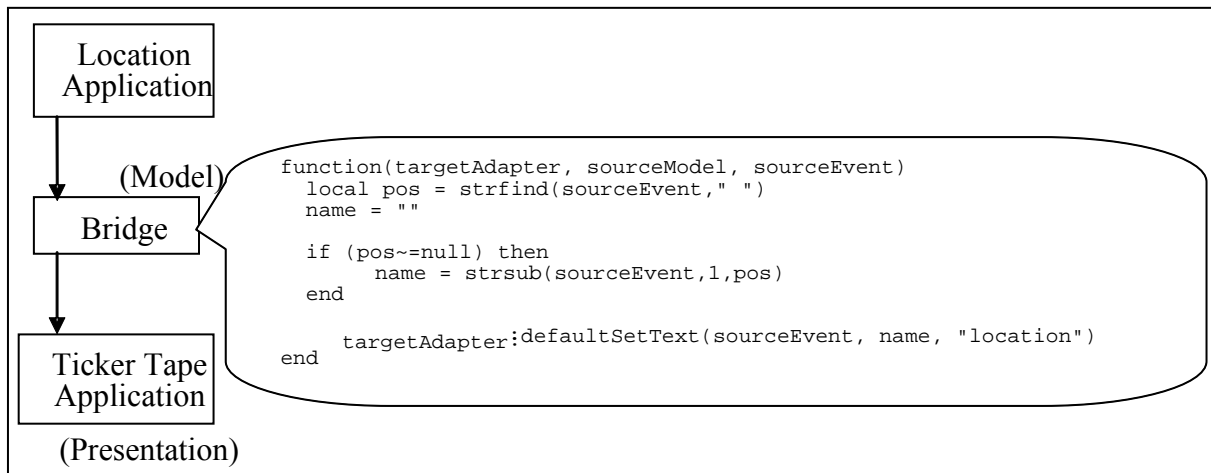 Location
Application
(Model)
Bridge
Ticker Tape
Application
(Presentation)
function(targetAdapter, sourceModel, sourceEvent)
local pos = strfind(sourceEvent," ")
name = ""
if (pos~=null) then
name = strsub(sourceEvent,1,pos)
end
targetAdapter:defaultSetText(sourceEvent, name, "location")
end